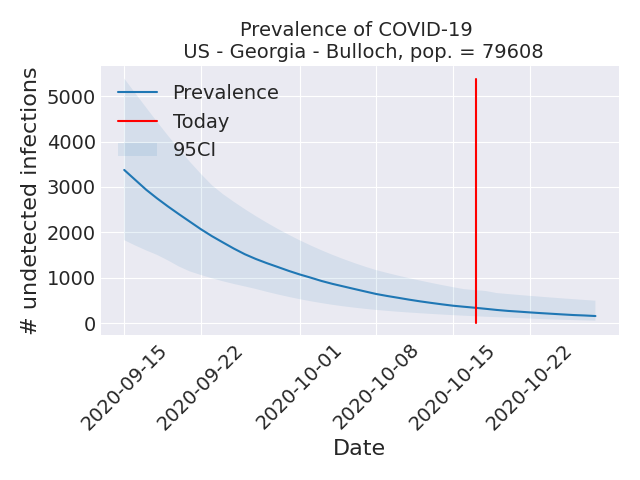 Prevalence of COVID-19
US - Georgia - Bulloch, pop. = 79608
# undetected infections
5000
4000
3000
2000
1000
0
Prevalence
Today
95CI
2020-09-15
2020-09-22
2020-10-01
2020-10-08
2020-10-15
2020-10-22
Date